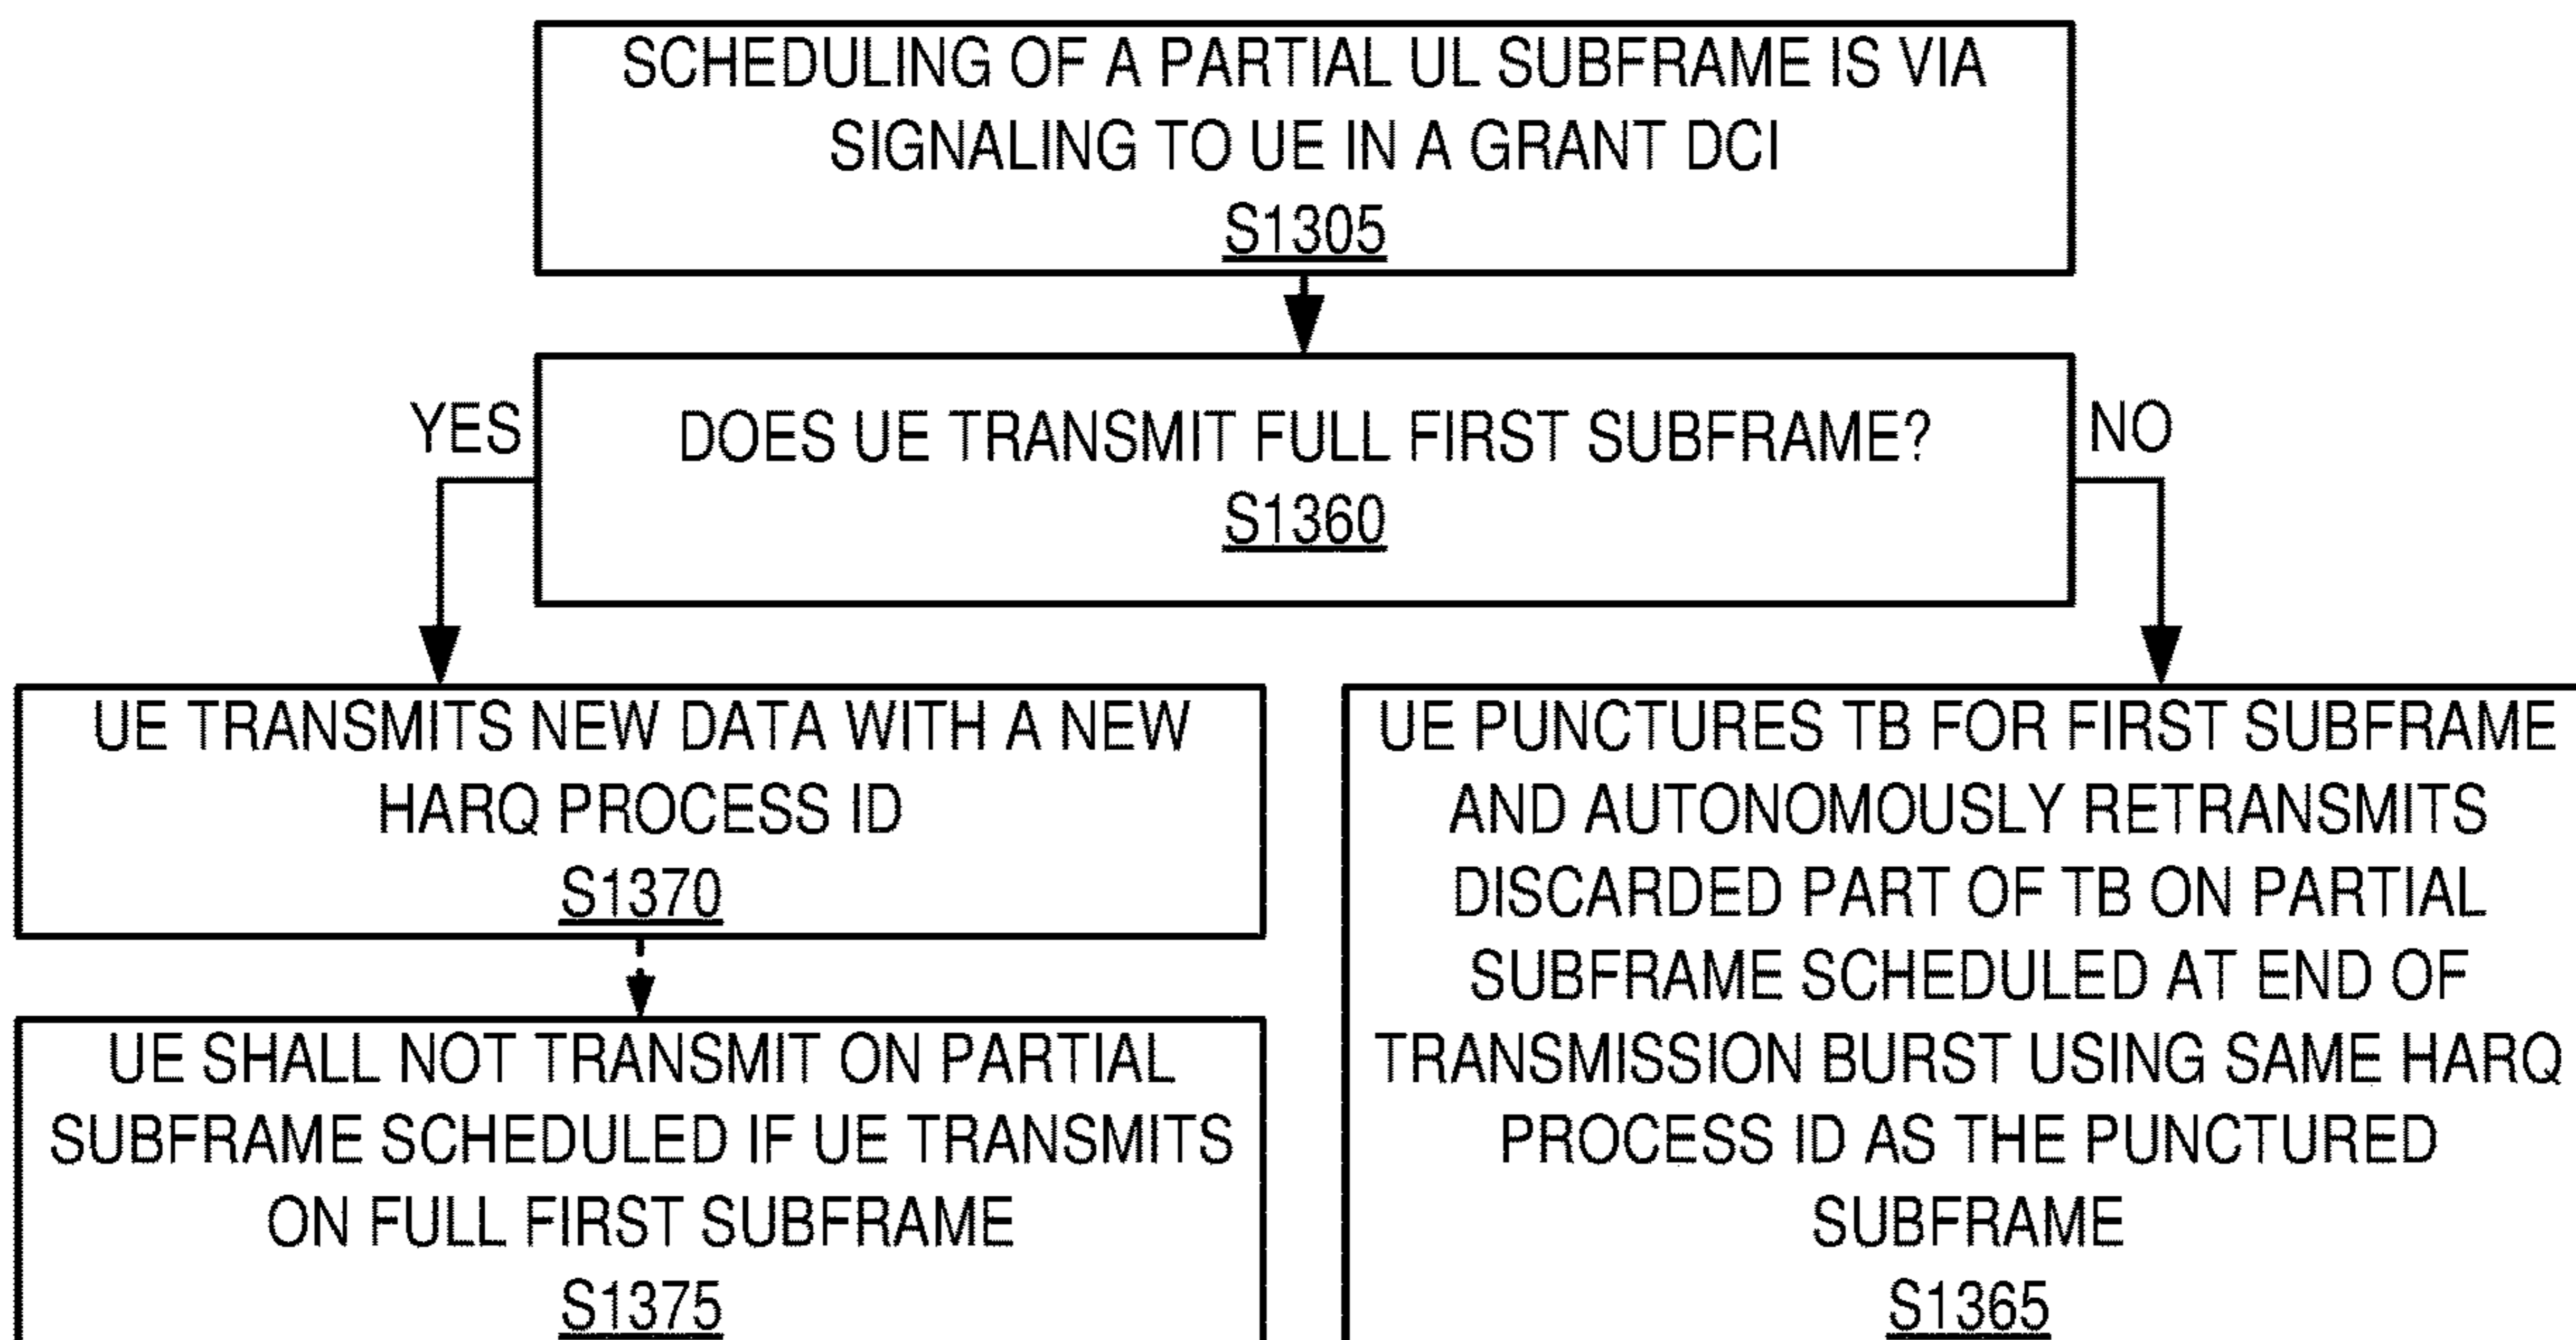 SCHEDULING OF A PARTIAL UL SUBFRAME IS VIA
SIGNALING TO UE IN A GRANT DCI
S1305
YES
DOES UE TRANSMIT FULL FIRST SUBFRAME?
NO
S1360
UE TRANSMITS NEW DATA WITH A NEW
HARQ PROCESS ID
S1370
UE SHALL NOT TRANSMIT ON PARTIAL
SUBFRAME SCHEDULED IF UE TRANSMITS
ON FULL FIRST SUBFRAME
S1375
UE PUNCTURES TB FOR FIRST SUBFRAME
AND AUTONOMOUSLY RETRANSMITS
DISCARDED PART OF TB ON PARTIAL
SUBFRAME SCHEDULED AT END OF
TRANSMISSION BURST USING SAME HARQ
PROCESS ID AS THE PUNCTURED
SUBFRAME
S1365